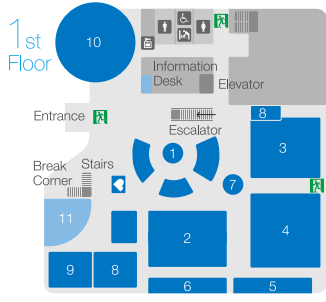 1st
Floor
10
Information
Desk
Elevator
Entrance
8
Escalator
3
1
Break
Corner
Stairs
7
11
2
4
9
8
6
5